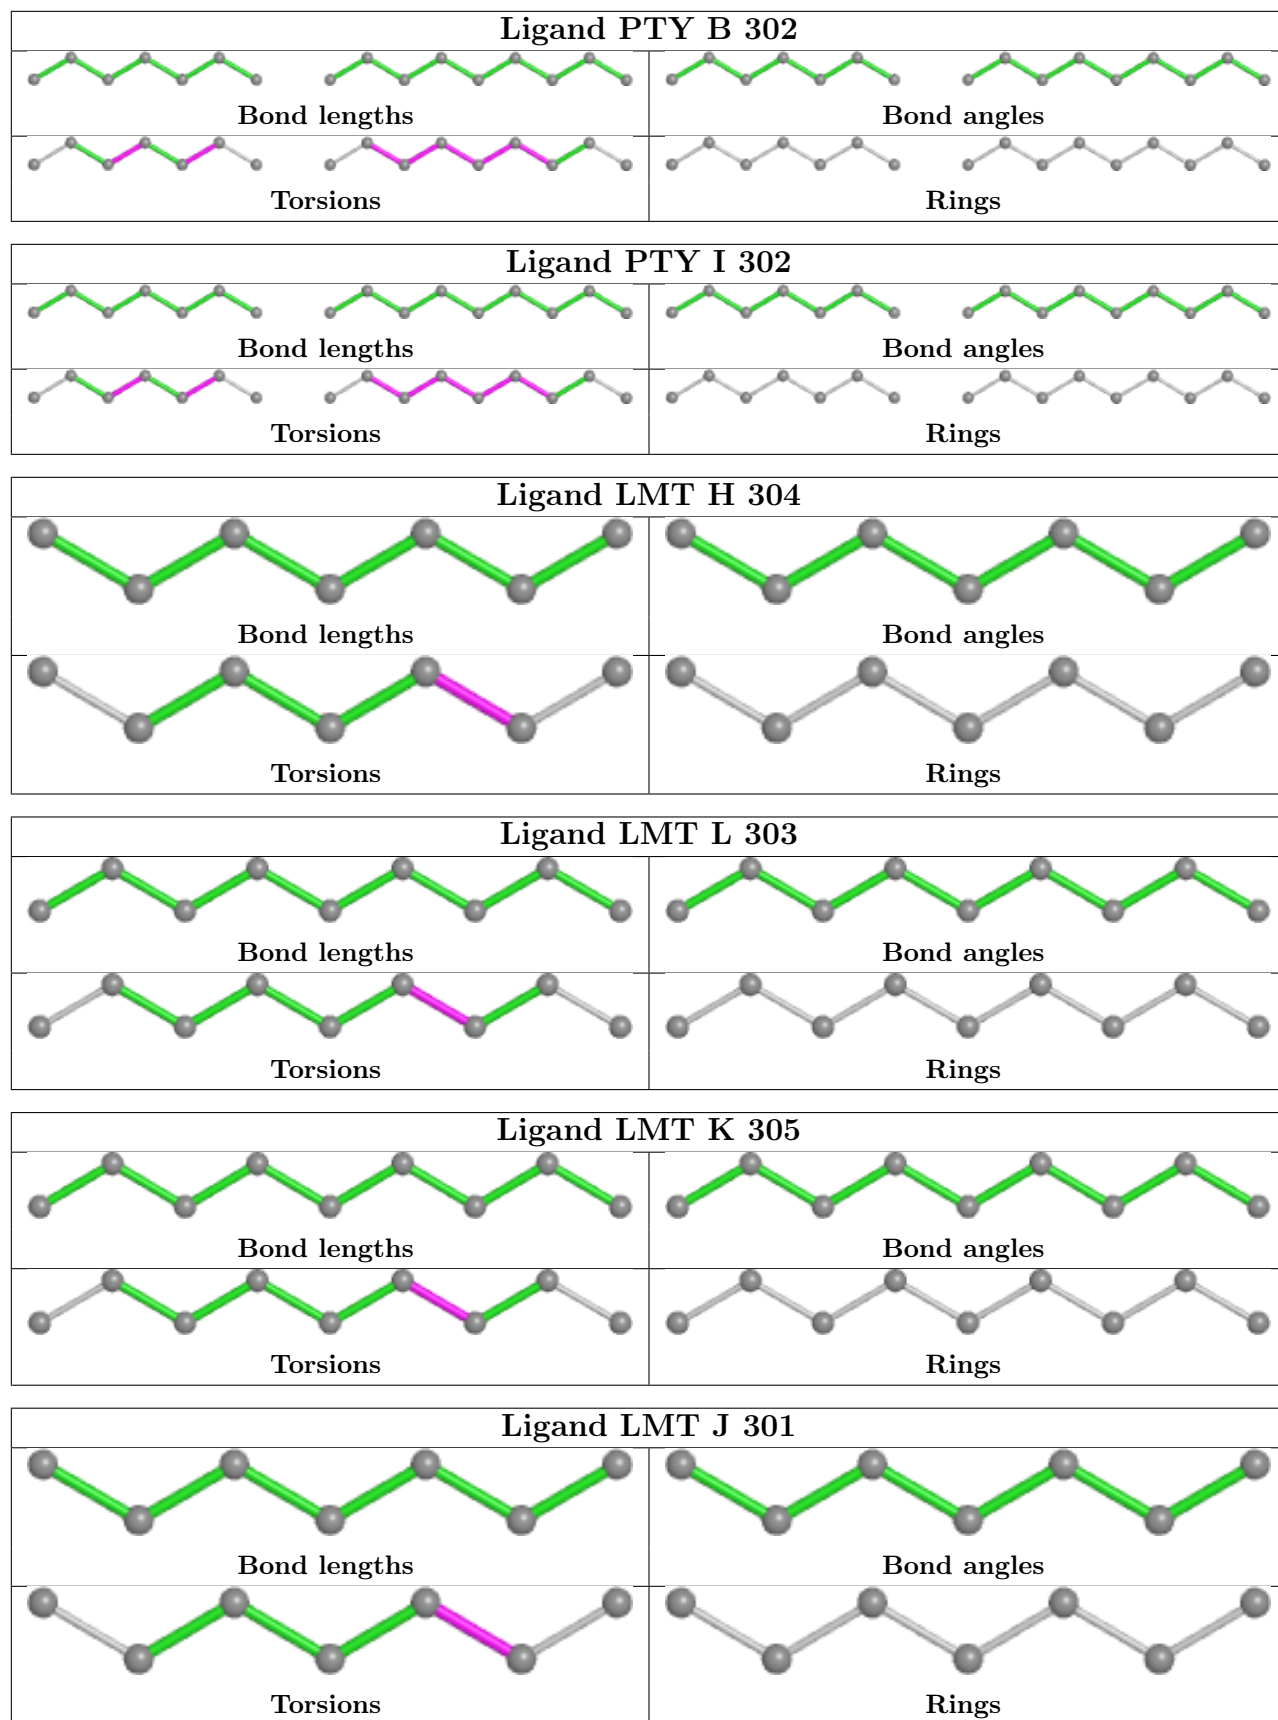 Ligand PTY B 302
Bond lengths
Bond angles
Torsions
Rings
Ligand PTY I 302
Bond lengths
Bond angles
Torsions
Rings
Ligand LMT H 304
Bond lengths
Bond angles
Torsions
Rings
Ligand LMT L 303
Bond lengths
Bond angles
Torsions
Rings
Ligand LMT K 305
Bond lengths
Bond angles
Torsions
Rings
Ligand LMT J 301
Bond lengths
Bond angles
Torsions
Rings